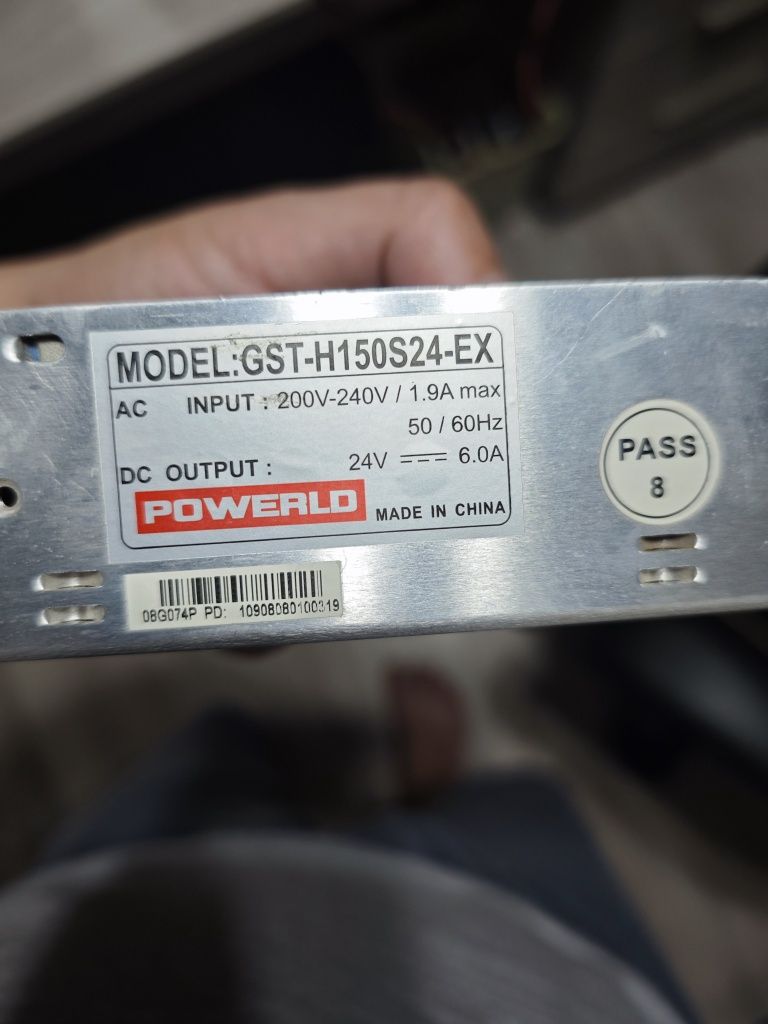 MODEL:GST-H150S24-EX
AC INPUT : 200V-240V / 1.9A max
50 / 60Hz
DC OUTPUT : 24V 6.0A
POWERLD MADE IN CHINA
PASS
8
08G074P PD: 10908080100319